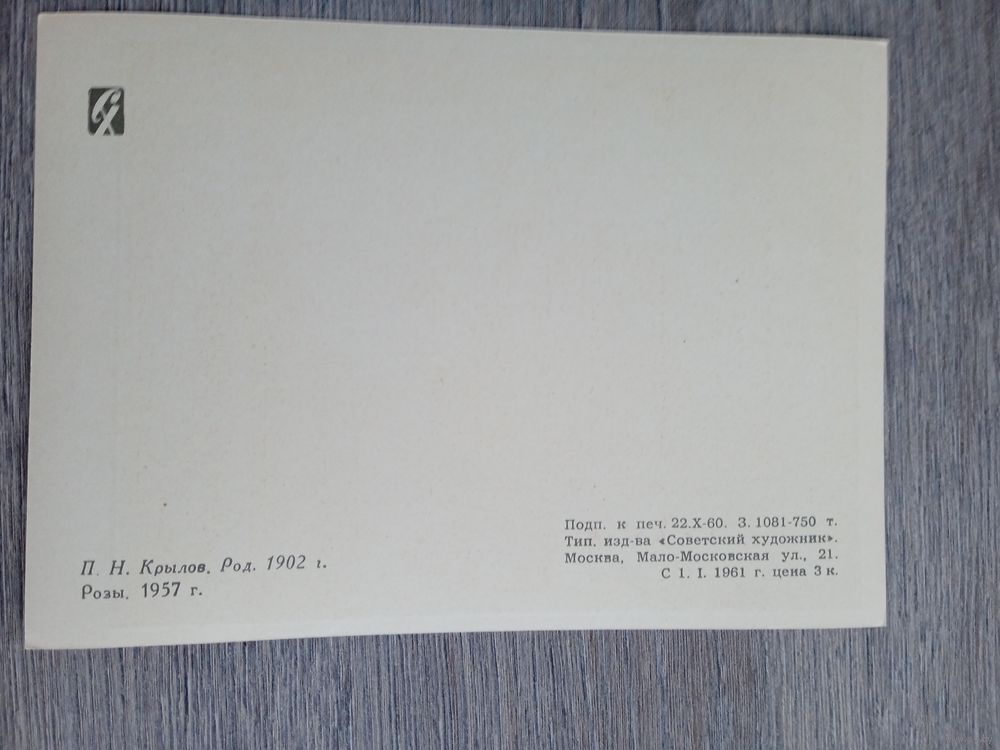 СХ
П. Н. Крылов. Род. 1902 г.
Розы. 1957 г.
Подп. к печ. 22.X-60. З. 1081-750 т.
Тип. изд-ва «Советский художник».
Москва, Мало-Московская ул., 21.
С 1. I. 1961 г. цена 3 к.